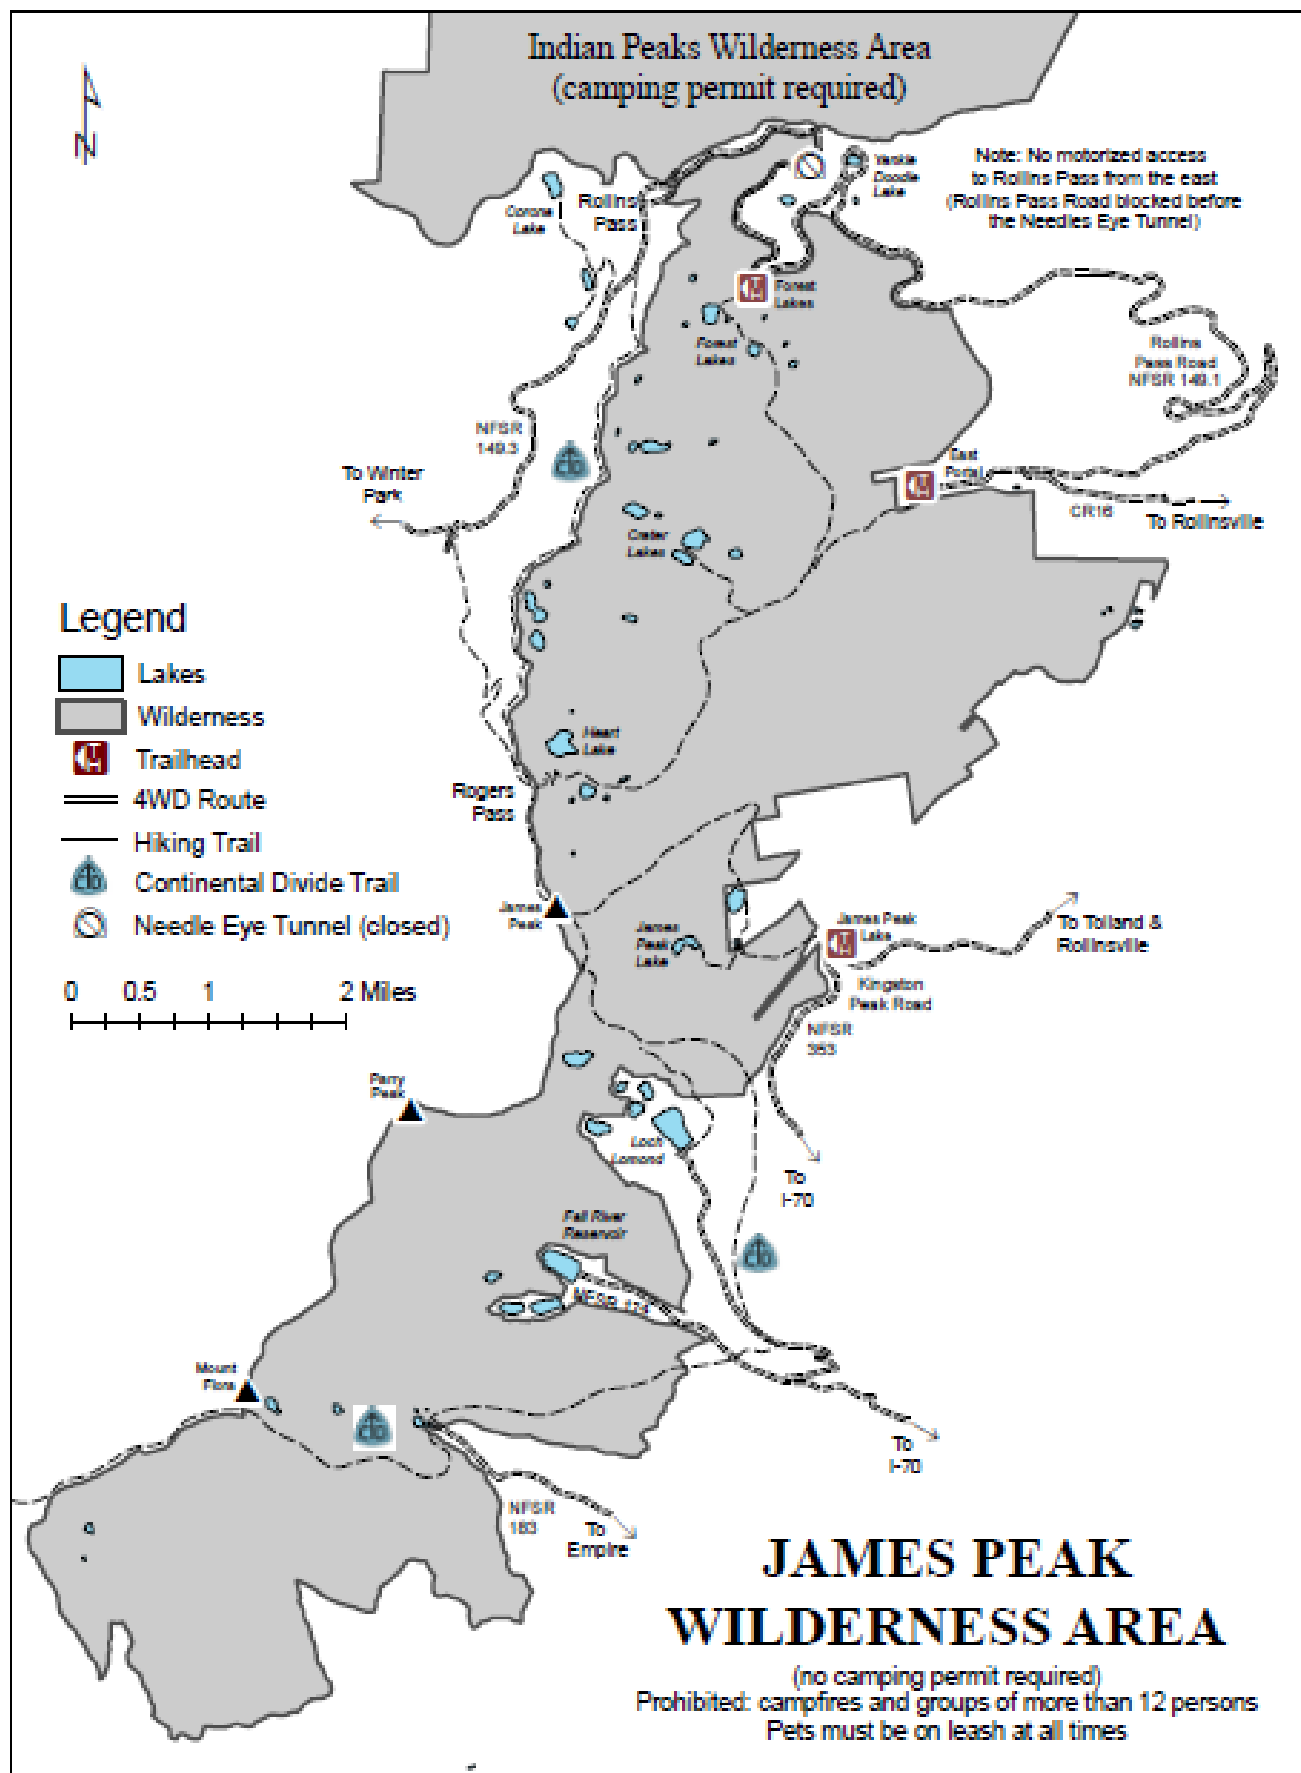 Indian Peaks Wilderness Area
(camping permit required)
N
Note: No motorized access
to Rollins Pass from the east
(Rollins Pass Road blocked before
the Needles Eye Tunnel)
Yankie
Doodle
Lake
Rollins
Pass
Corona
Lake
Forest
Lakes
Forest
Lakes
Rollins
Pass Road
NFSR 149.1
NFSR
149.3
To Winter
Park
East
Portal
CR16
To Rollinsville
Crater
Lakes
Legend
Lakes
Wilderness
Trailhead
4WD Route
Hiking Trail
Continental Divide Trail
Needle Eye Tunnel (closed)
0 0.5 1 2 Miles
Heart
Lake
Rogers
Pass
James
Peak
James
Peak
Lake
James Peak
Lake
To Tolland &
Rollinsville
Kingston
Peak Road
NFSR
353
Parry
Peak
Loch
Lomond
To
I-70
Fall River
Reservoir
NFSR 174
Mount
Flora
To
I-70
NFSR
183
To
Empire
JAMES PEAK
WILDERNESS AREA
(no camping permit required)
Prohibited: campfires and groups of more than 12 persons
Pets must be on leash at all times